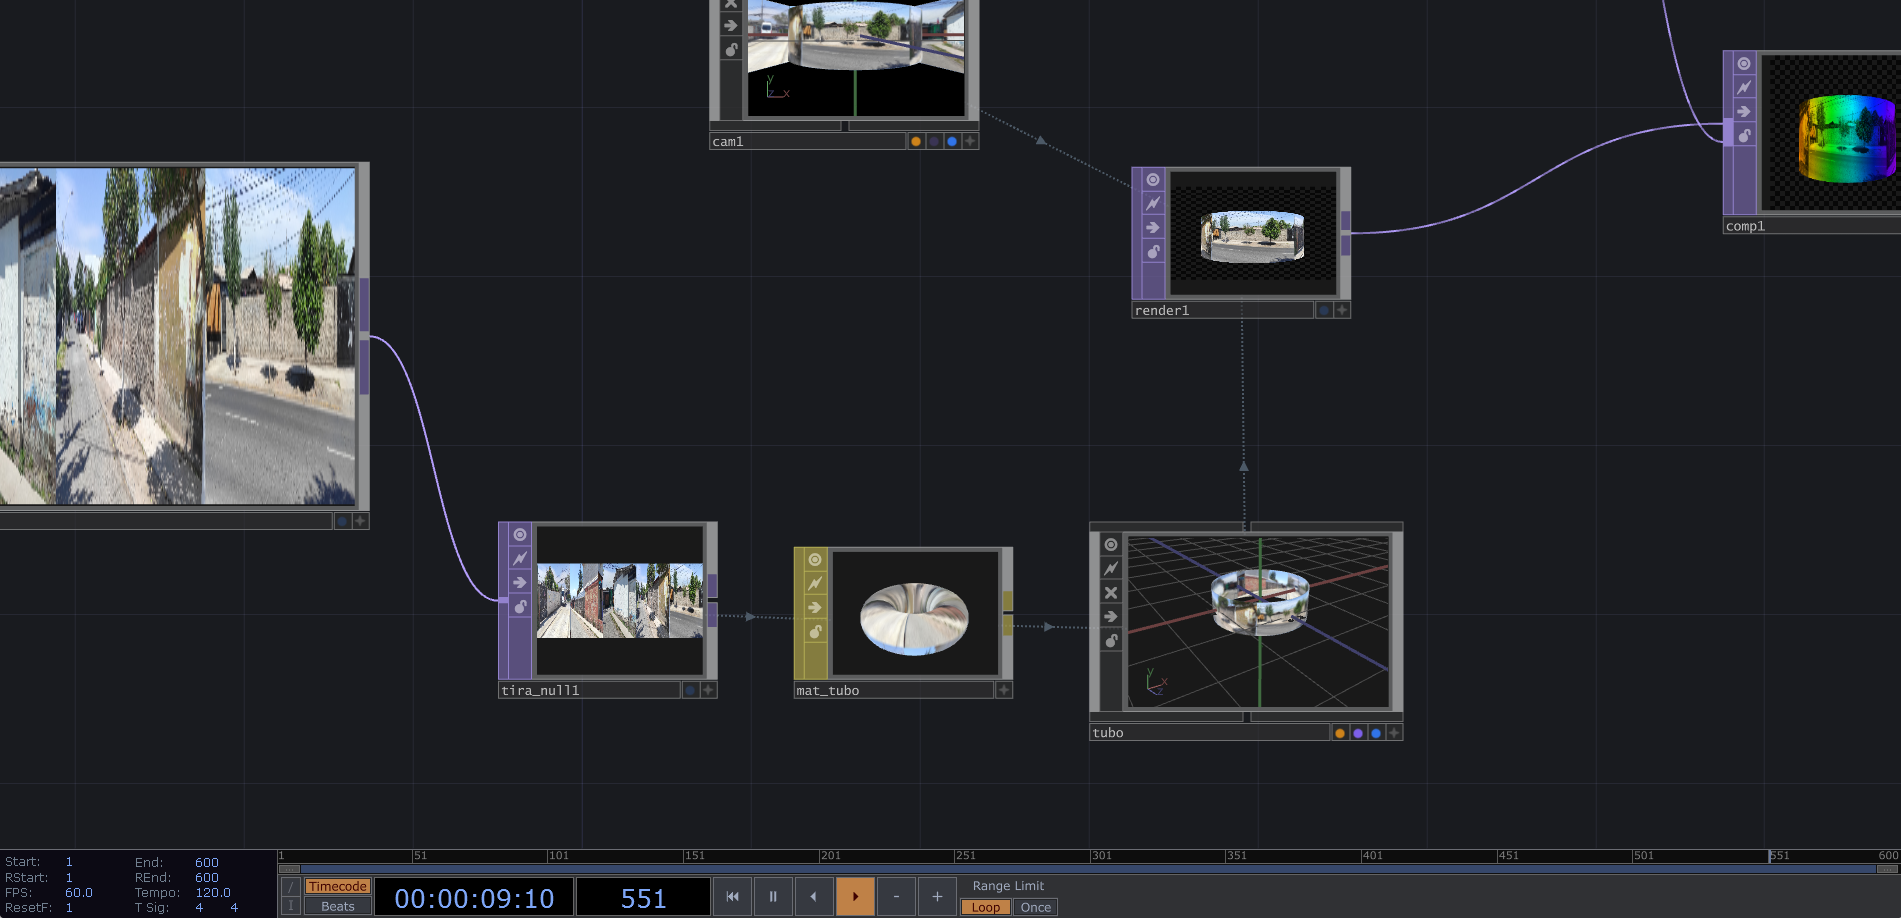 y
z x
cam1
render1
comp1
tira_null1
mat_tubo
y
x
z
tubo
1 51 101 151 201 251 301 351 401 451 501 551 600
Start: 1 End: 600
RStart: 1 REnd: 600
FPS: 60.0 Tempo: 120.0
ResetF: 1 T Sig: 4 4
/
I
Timecode
Beats
00:00:09:10
551
- +
Range Limit
Loop Once